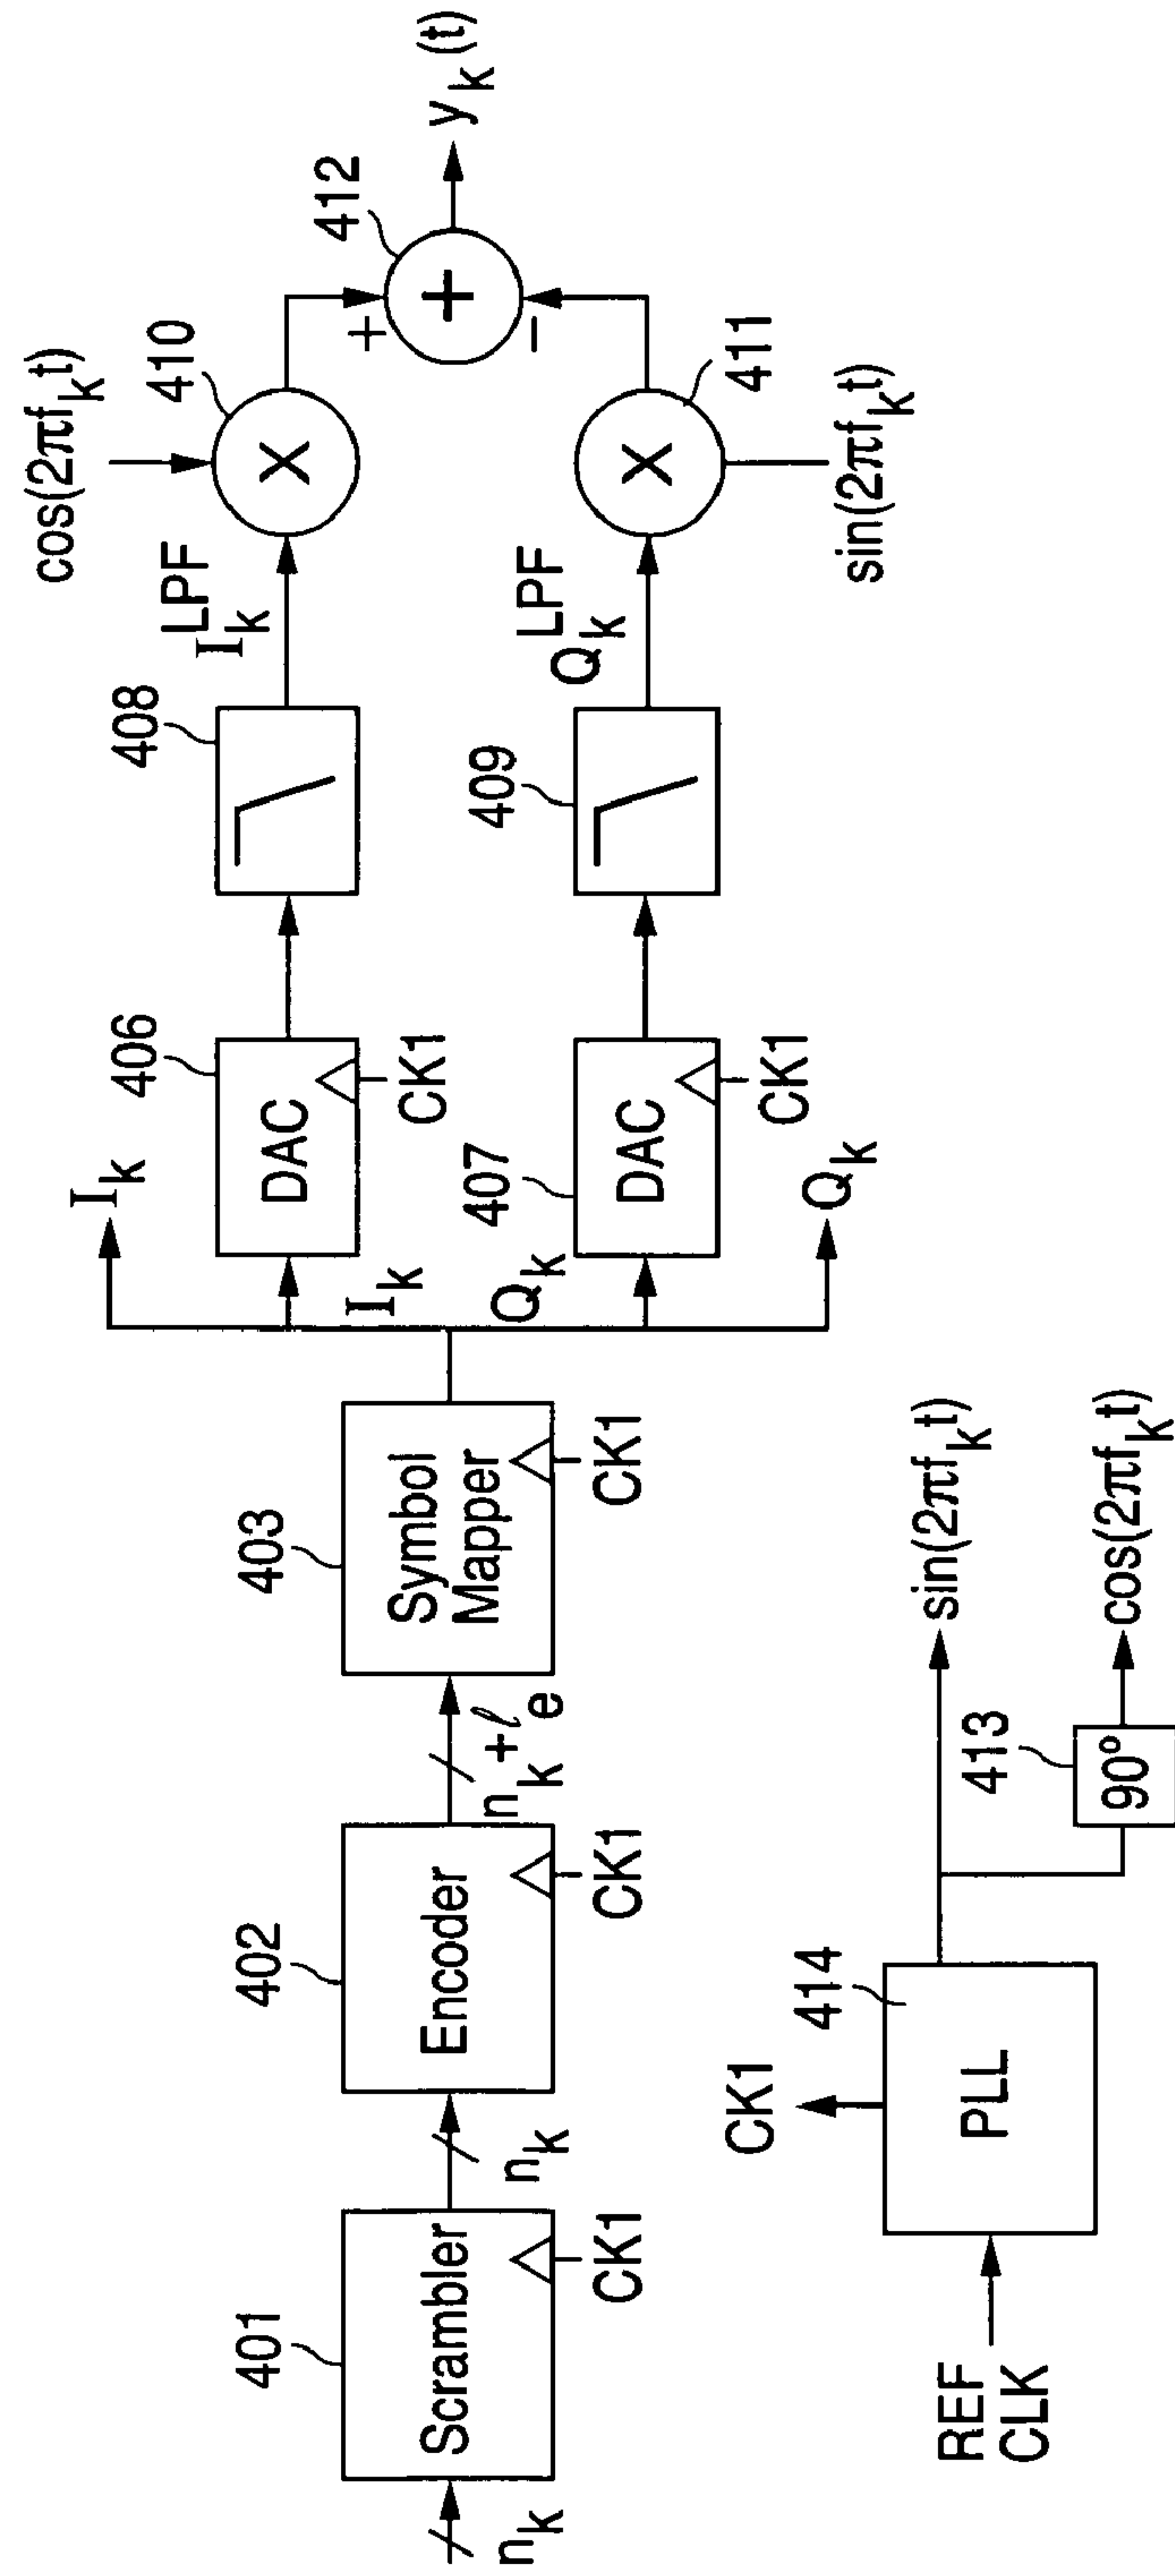 n_k
401
Scrambler
CK1
n_k
402
Encoder
CK1
n_k + ℓ_e
403
Symbol
Mapper
CK1
I_k
I_k
Q_k
Q_k
406
DAC
CK1
407
DAC
CK1
408
409
LPF
I_k
LPF
Q_k
cos(2πf_k t)
410
X
X
411
sin(2πf_k t)
412
+
+
−
y_k (t)
REF
CLK
PLL
414
CK1
413
90°
sin(2πf_k t)
cos(2πf_k t)